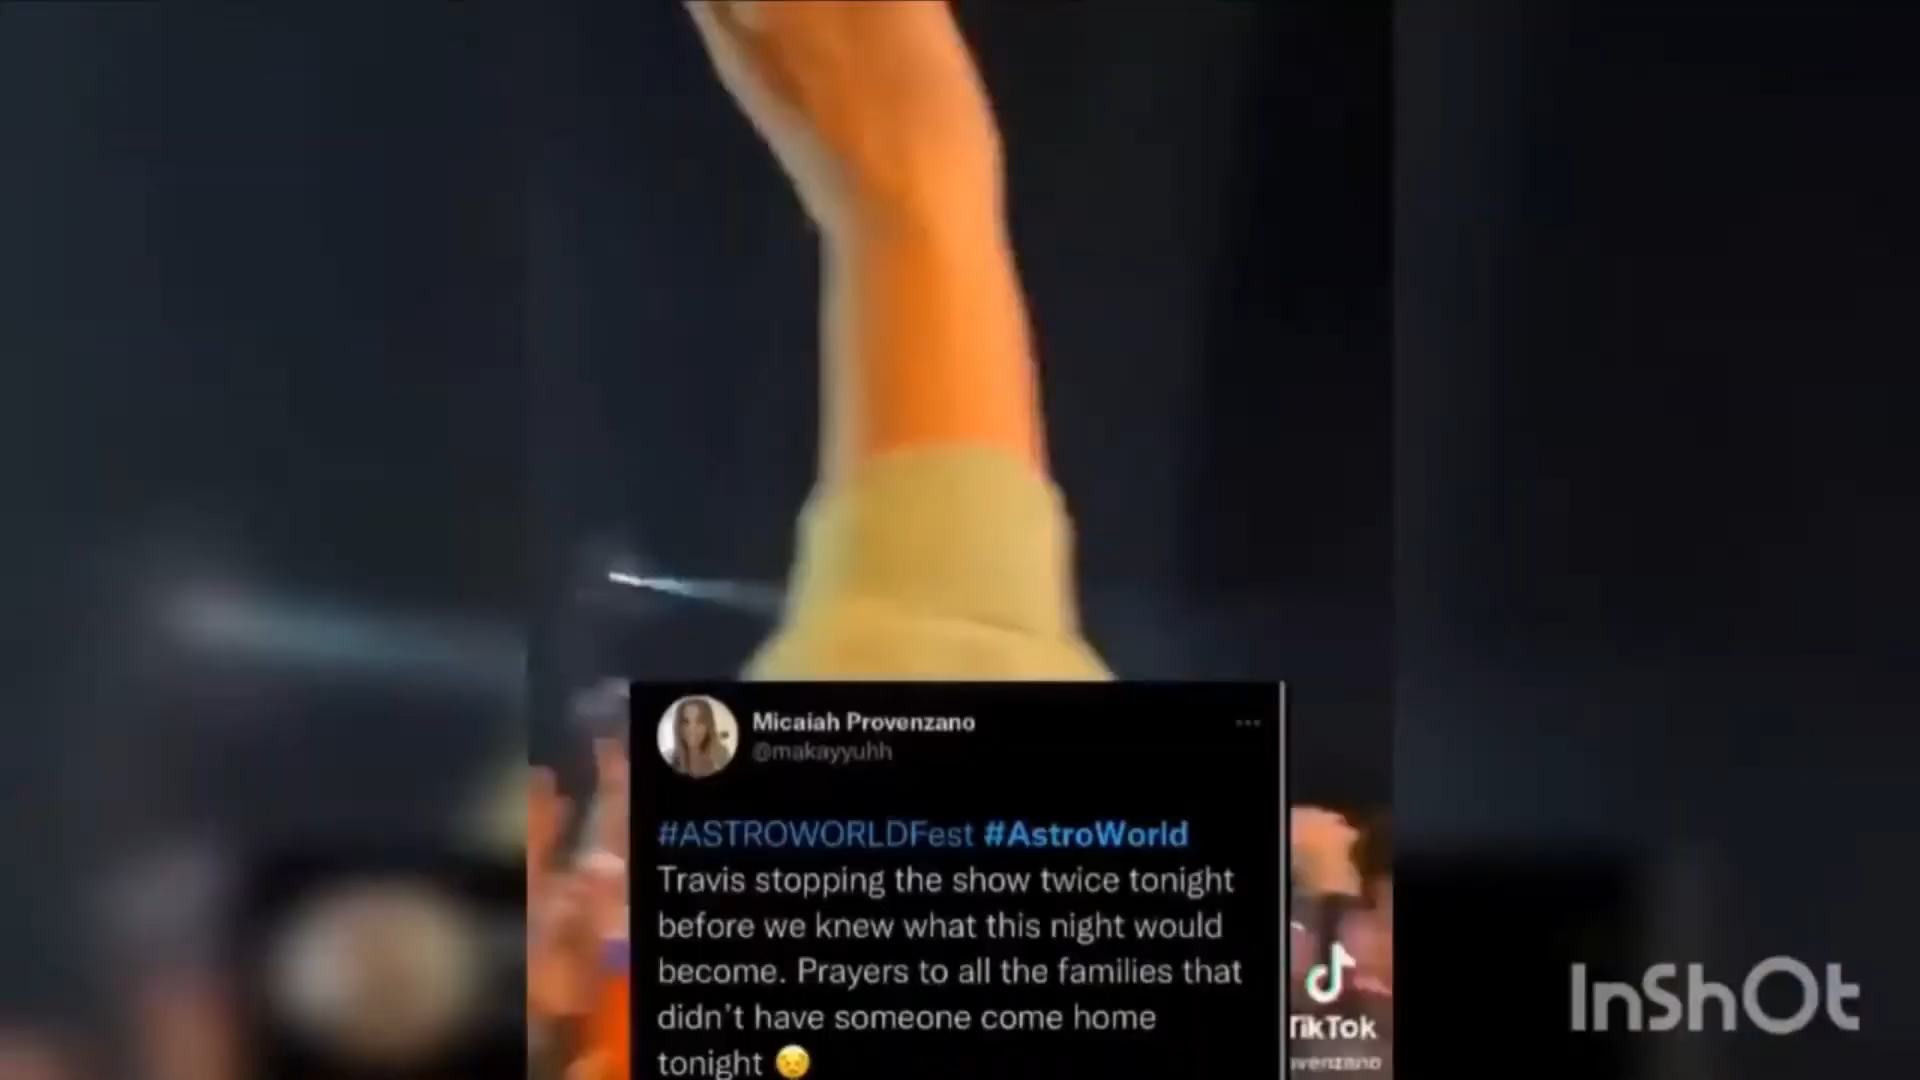 Micaiah Provenzano
@makayyuhh
#ASTROWORLDFest #AstroWorld
Travis stopping the show twice tonight
before we knew what this night would
become. Prayers to all the families that
didn't have someone come home
tonight 😟
TikTok
ovenzano
InShOt